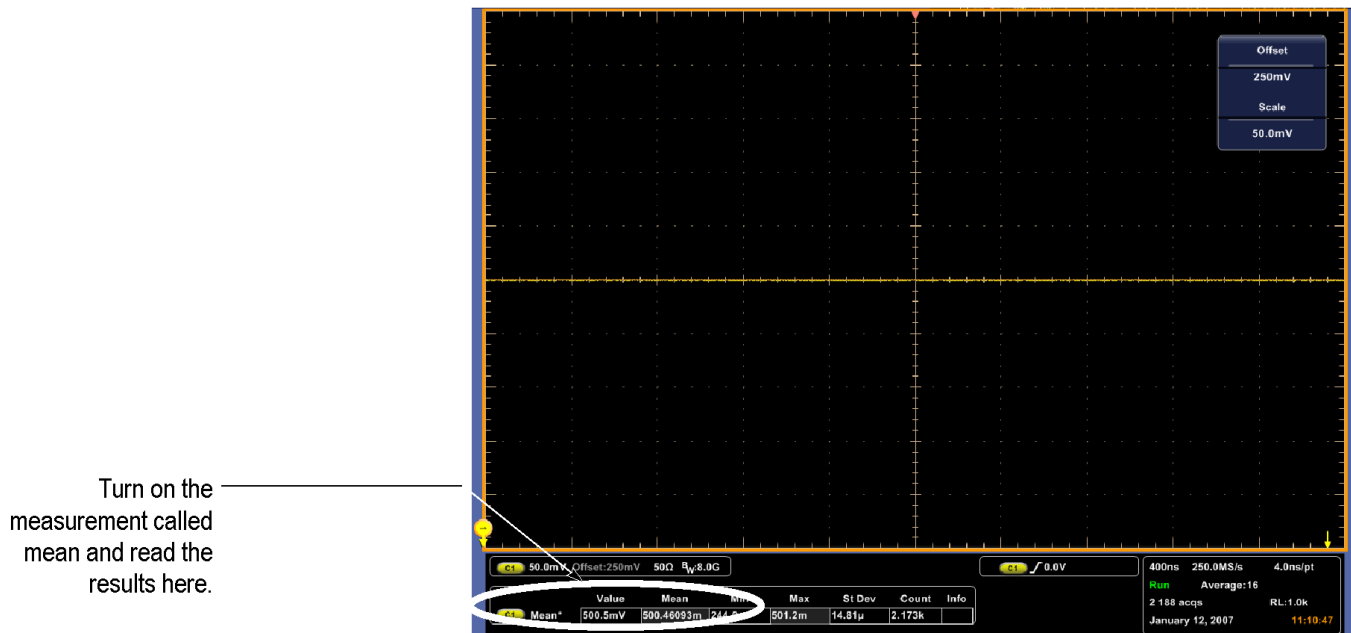 Offset
250mV
Scale
50.0mV
Turn on the
measurement called
mean and read the
results here.
C1 50.0mV Offset:250mV 50Ω BW:8.0G
C1 0.0V
400ns 250.0MS/s 4.0ns/pt
Run Average:16
2 188 acqs RL:1.0k
January 12, 2007 11:10:47
Value Mean Max St Dev Count Info
C1 Mean* 500.5mV 500.46093m 501.2m 14.81µ 2.173k